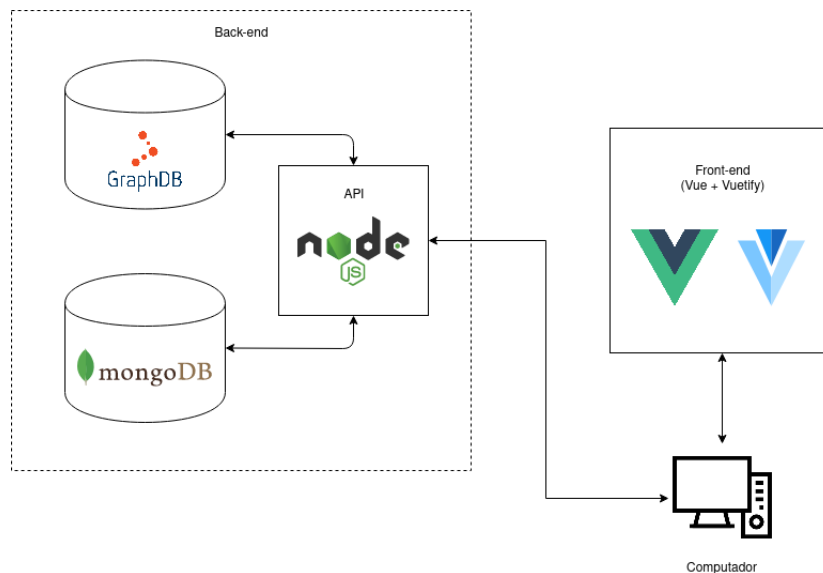 Back-end
GraphDB
API
node
JS
mongoDB
Front-end
(Vue + Vuetify)
Computador